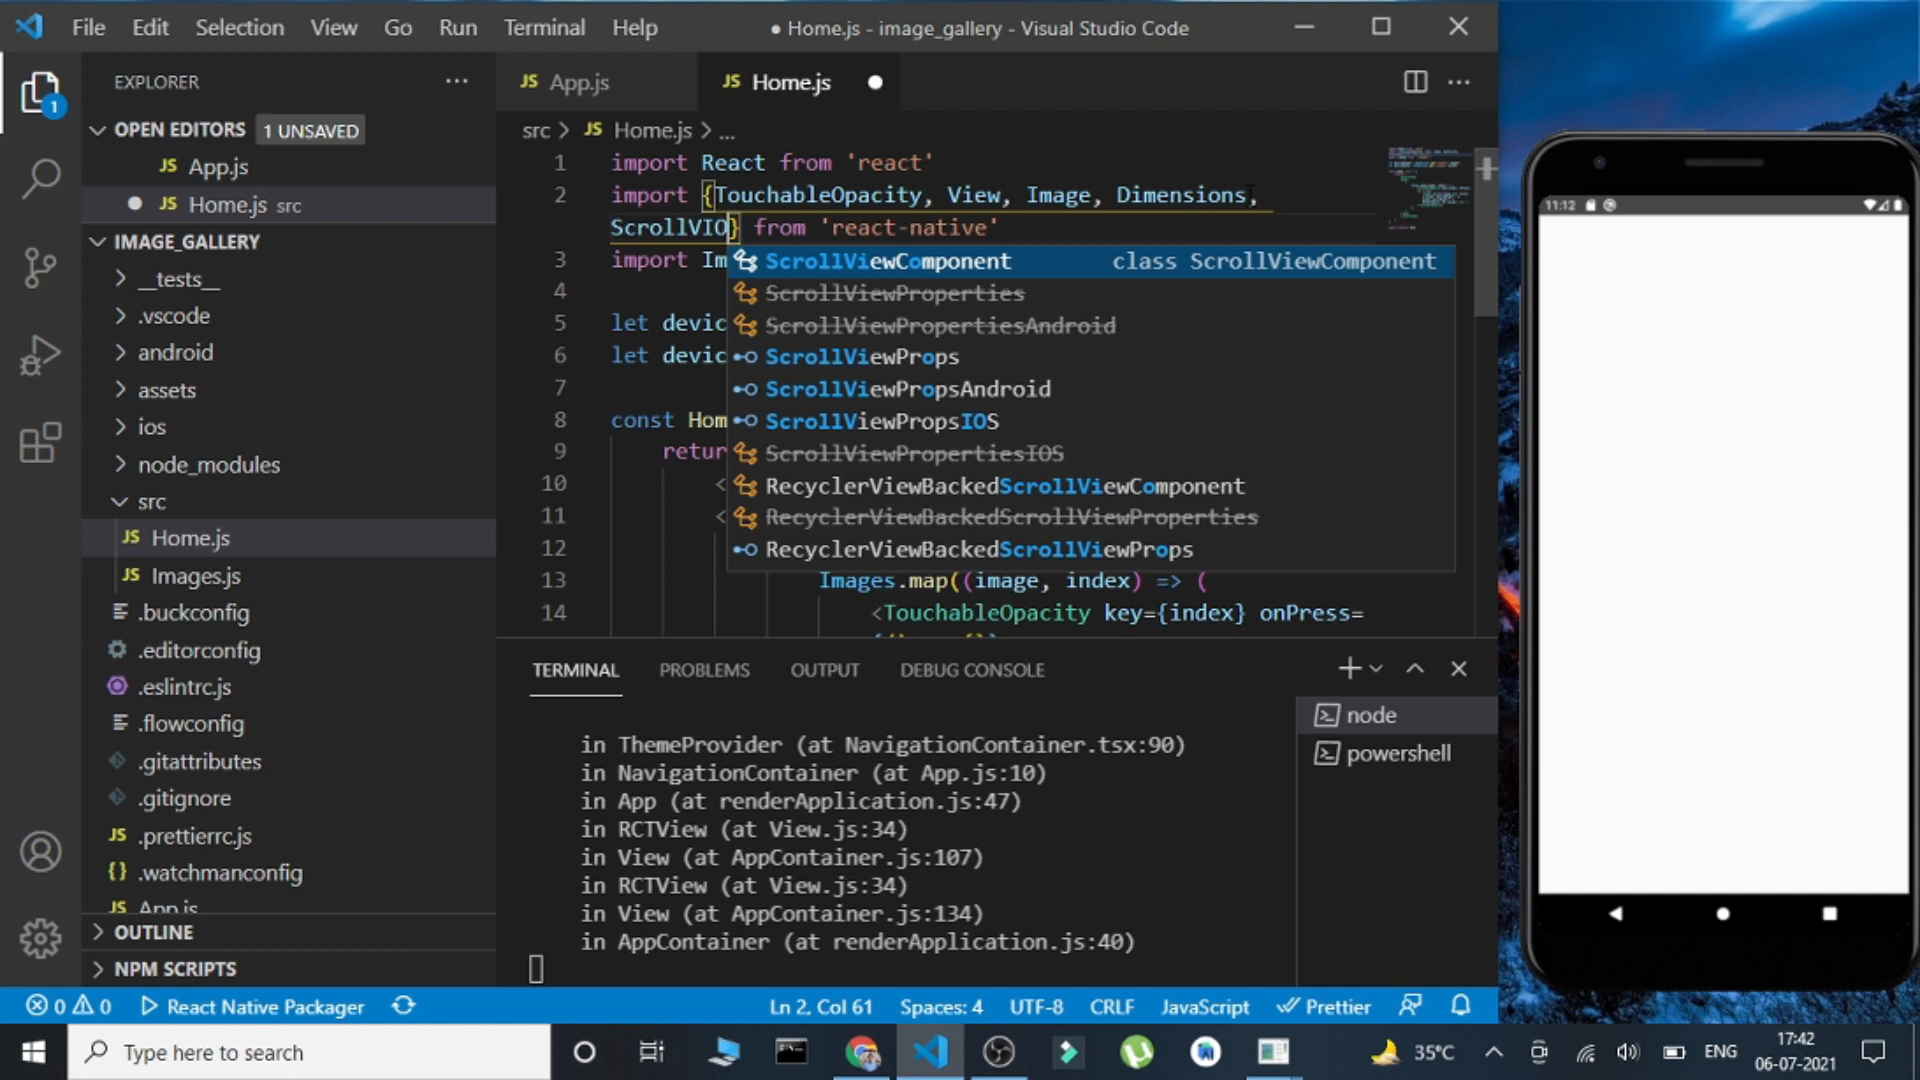 File Edit Selection View Go Run Terminal Help
● Home.js - image_gallery - Visual Studio Code
EXPLORER
OPEN EDITORS 1 UNSAVED
JS App.js
JS Home.js src
IMAGE_GALLERY
__tests__
.vscode
android
assets
ios
node_modules
src
JS Home.js
JS Images.js
.buckconfig
.editorconfig
.eslintrc.js
.flowconfig
.gitattributes
.gitignore
JS .prettierrc.js
{} .watchmanconfig
JS App.js
OUTLINE
NPM SCRIPTS
1
JS App.js
JS Home.js
src > JS Home.js > ...
1 import React from 'react'
2 import {TouchableOpacity, View, Image, Dimensions,
ScrollVIO} from 'react-native'
3 import Im
4
5 let devic
6 let devic
7
8 const Hom
9 retur
10 <
11 <
12
13 Images.map((image, index) => (
14 <TouchableOpacity key={index} onPress=
ScrollViewComponent class ScrollViewComponent
ScrollViewProperties
ScrollViewPropertiesAndroid
ScrollViewProps
ScrollViewPropsAndroid
ScrollViewPropsIOS
ScrollViewPropertiesIOS
RecyclerViewBackedScrollViewComponent
RecyclerViewBackedScrollViewProperties
RecyclerViewBackedScrollViewProps
TERMINAL PROBLEMS OUTPUT DEBUG CONSOLE
in ThemeProvider (at NavigationContainer.tsx:90)
in NavigationContainer (at App.js:10)
in App (at renderApplication.js:47)
in RCTView (at View.js:34)
in View (at AppContainer.js:107)
in RCTView (at View.js:34)
in View (at AppContainer.js:134)
in AppContainer (at renderApplication.js:40)
node
powershell
11:12
0 0 React Native Packager
Ln 2, Col 61 Spaces: 4 UTF-8 CRLF JavaScript Prettier
Type here to search
35°C
ENG
17:42
06-07-2021